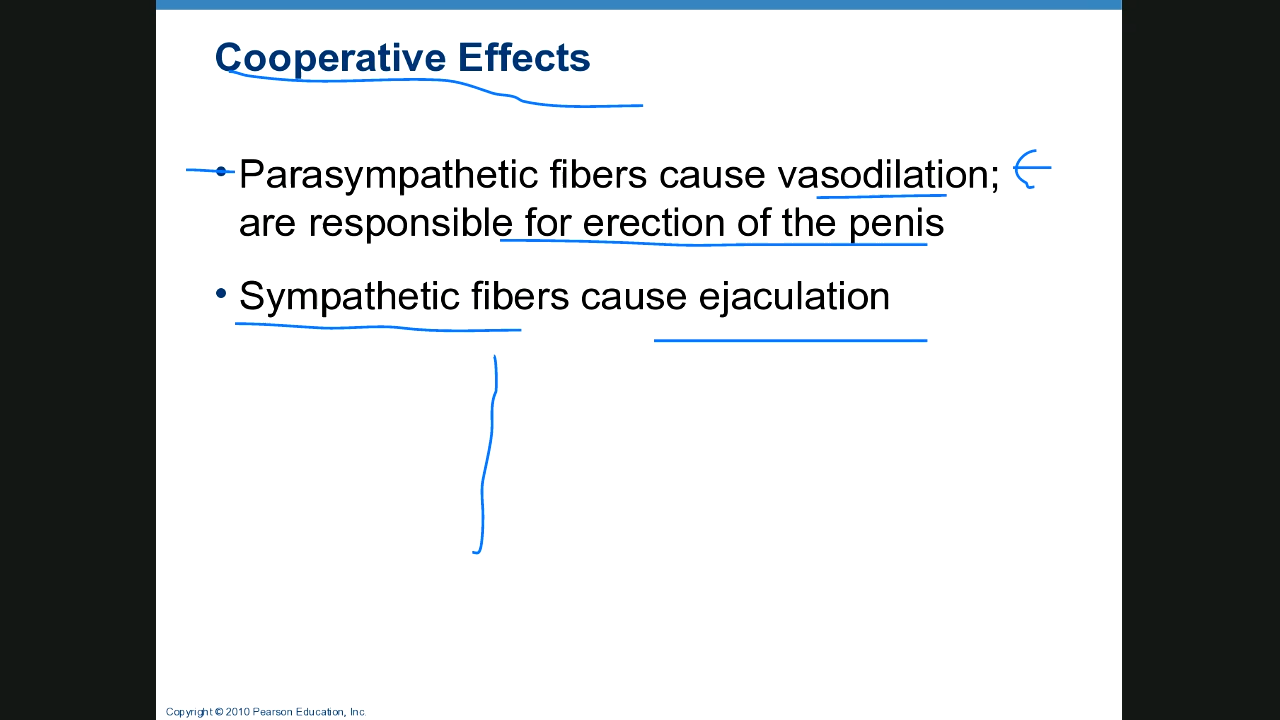 Cooperative Effects
• Parasympathetic fibers cause vasodilation;
are responsible for erection of the penis
• Sympathetic fibers cause ejaculation
Copyright © 2010 Pearson Education, Inc.